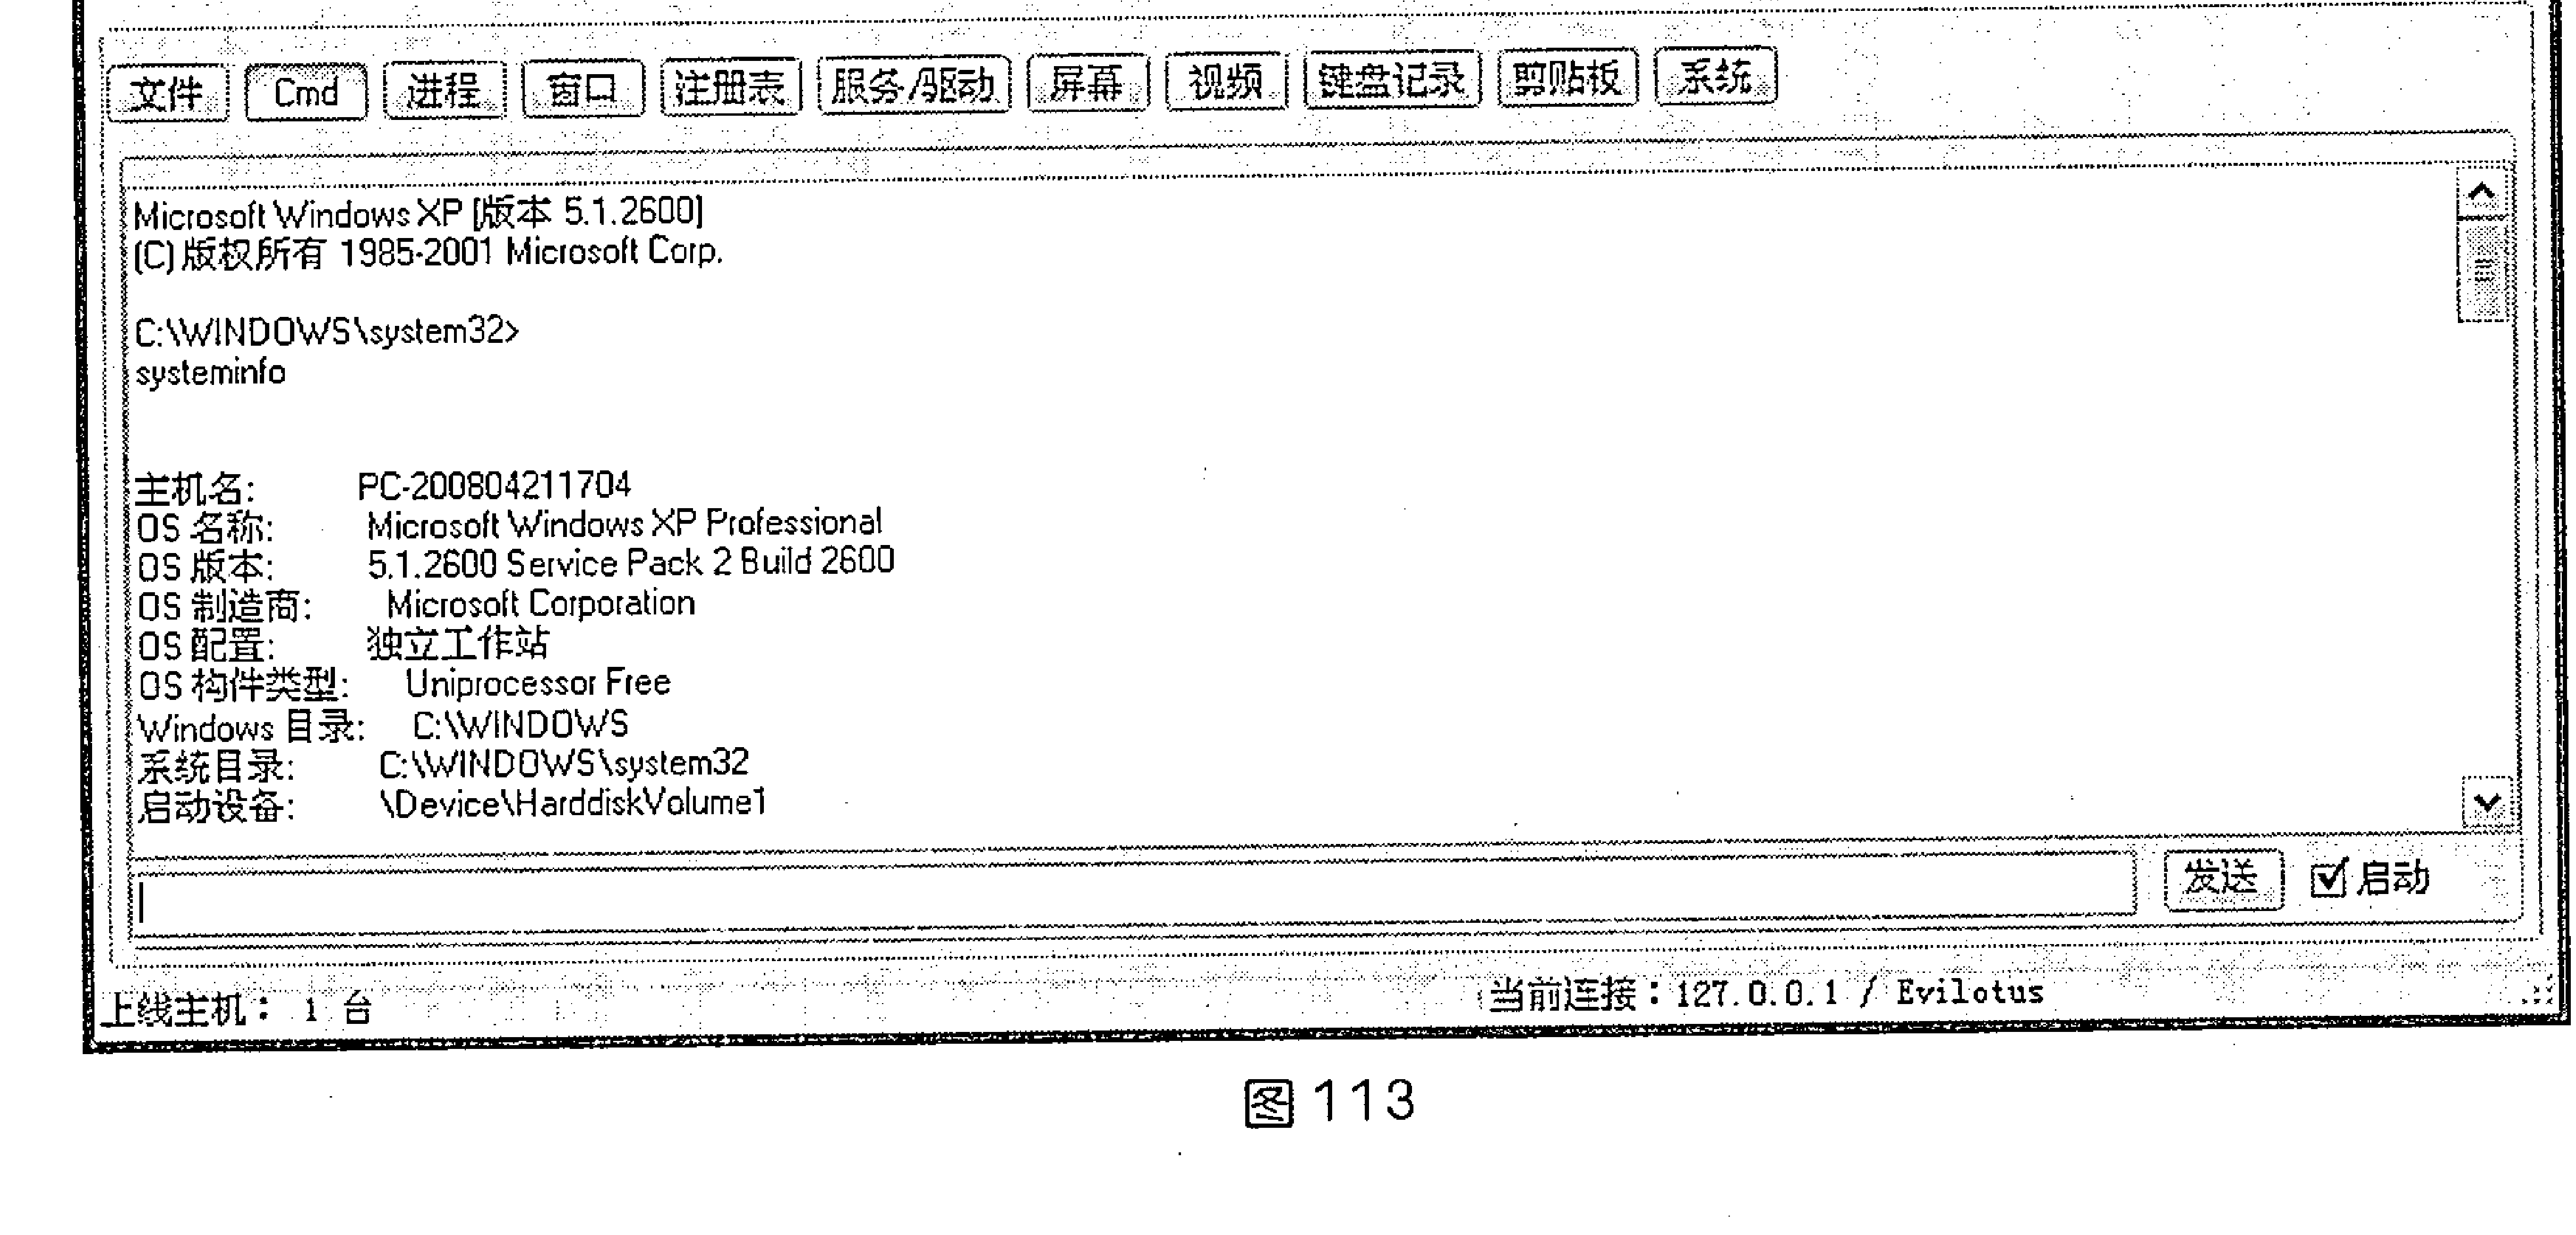 文件 Cmd 进程 窗口 注册表 服务/驱动 屏幕 视频 键盘记录 剪贴板 系统
Microsoft Windows XP [版本 5.1.2600]
(C) 版权所有 1985-2001 Microsoft Corp.
C:\WINDOWS\system32>
systeminfo
主机名: PC-200804211704
OS 名称: Microsoft Windows XP Professional
OS 版本: 5.1.2600 Service Pack 2 Build 2600
OS 制造商: Microsoft Corporation
OS 配置: 独立工作站
OS 构件类型: Uniprocessor Free
Windows 目录: C:\WINDOWS
系统目录: C:\WINDOWS\system32
启动设备: \Device\HarddiskVolume1
发送 启动
上线主机： 1 台 当前连接：127.0.0.1 / Evilotus
图 113